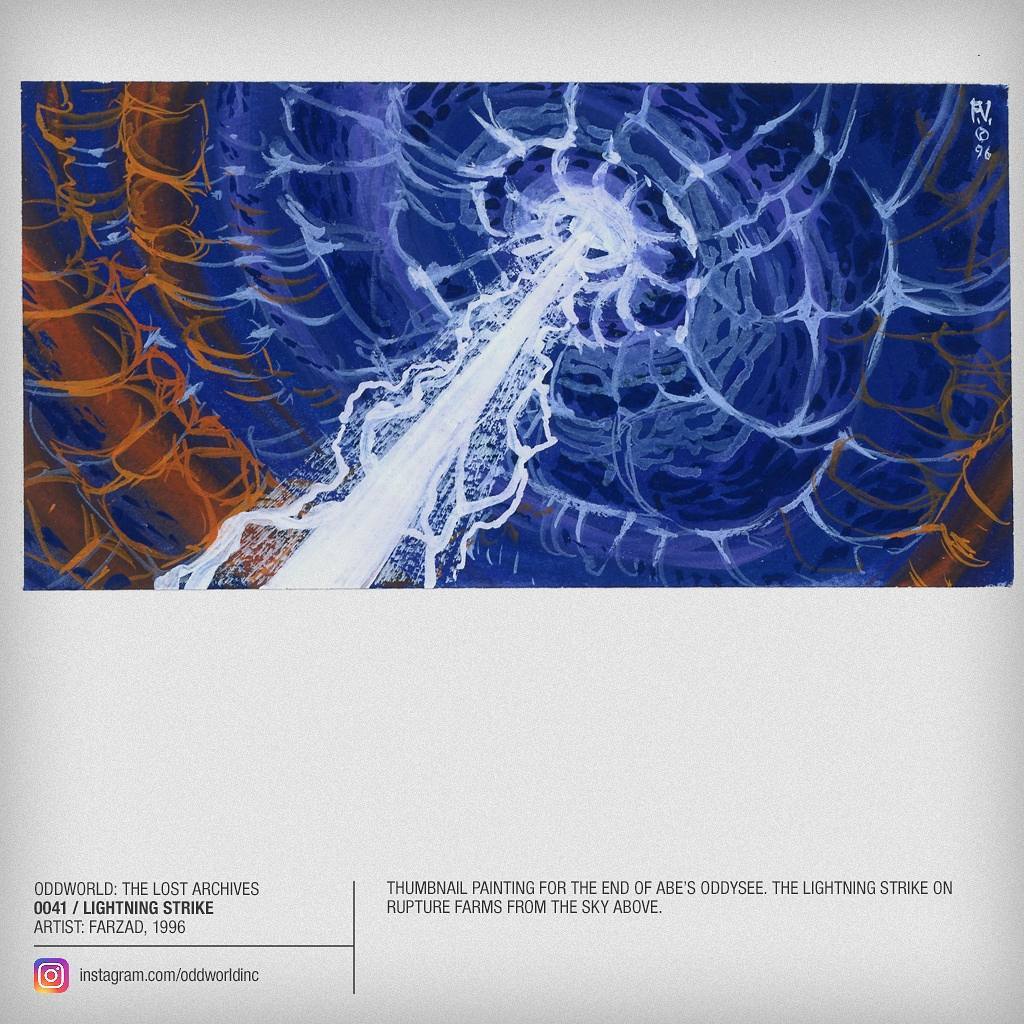 F.V.
© 
96
ODDWORLD: THE LOST ARCHIVES
0041 / LIGHTNING STRIKE
ARTIST: FARZAD, 1996
instagram.com/oddworldinc
THUMBNAIL PAINTING FOR THE END OF ABE'S ODDYSEE. THE LIGHTNING STRIKE ON
RUPTURE FARMS FROM THE SKY ABOVE.